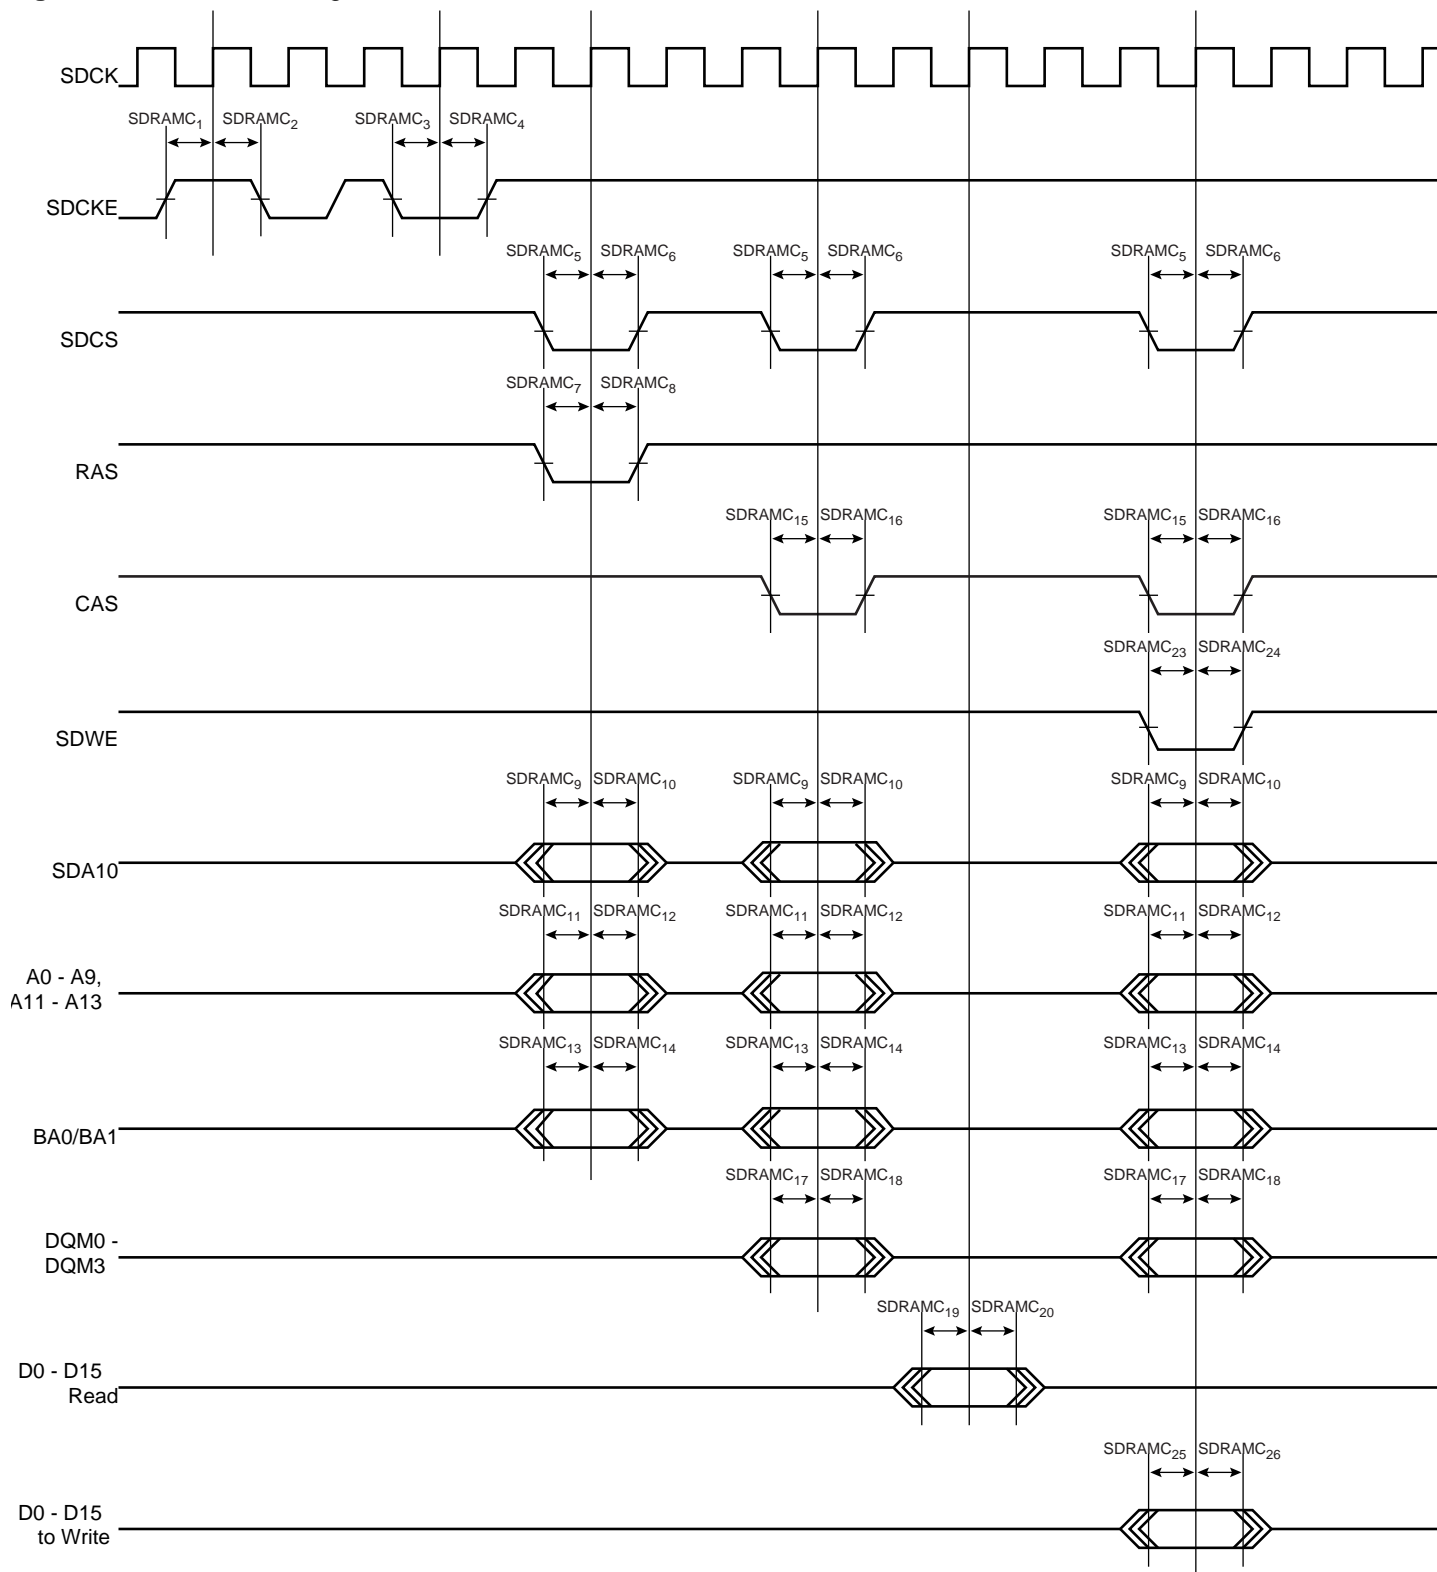 SDCK
SDRAMC1 SDRAMC2 SDRAMC3 SDRAMC4
SDCKE
SDRAMC5 SDRAMC6 SDRAMC5 SDRAMC6 SDRAMC5 SDRAMC6
SDCS
SDRAMC7 SDRAMC8
RAS
SDRAMC15 SDRAMC16 SDRAMC15 SDRAMC16
CAS
SDRAMC23 SDRAMC24
SDWE
SDRAMC9 SDRAMC10 SDRAMC9 SDRAMC10 SDRAMC9 SDRAMC10
SDA10
SDRAMC11 SDRAMC12 SDRAMC11 SDRAMC12 SDRAMC11 SDRAMC12
A0 - A9,
A11 - A13
SDRAMC13 SDRAMC14 SDRAMC13 SDRAMC14 SDRAMC13 SDRAMC14
BA0/BA1
SDRAMC17 SDRAMC18 SDRAMC17 SDRAMC18
DQM0 -
DQM3
SDRAMC19 SDRAMC20
D0 - D15
Read
SDRAMC25 SDRAMC26
D0 - D15
to Write